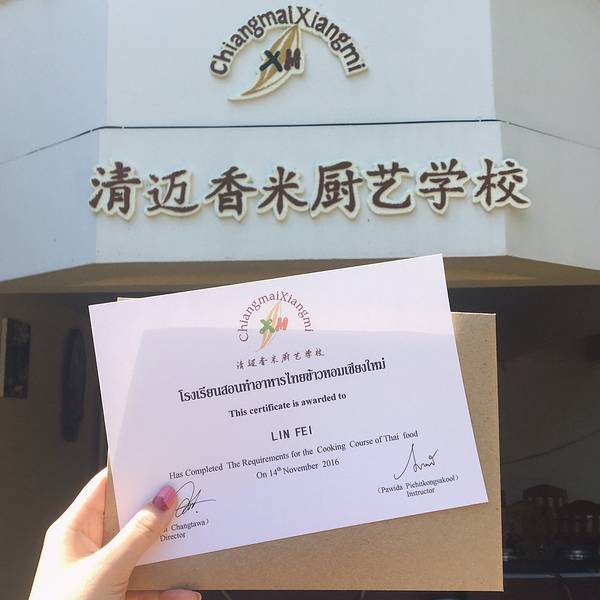 ChiangmaiXiangmi
XM
清迈香米厨艺学校
ChiangmaiXiangmi
XM
清迈香米厨艺学校
โรงเรียนสอนทำอาหารไทยข้าวหอมเชียงใหม่
This certificate is awarded to
LIN FEI
Has Completed The Requirements for the Cooking Course of Thai food
On 14th November 2016
Changtawa)
Director
(Pawida Pichitkongsakool)
Instructor